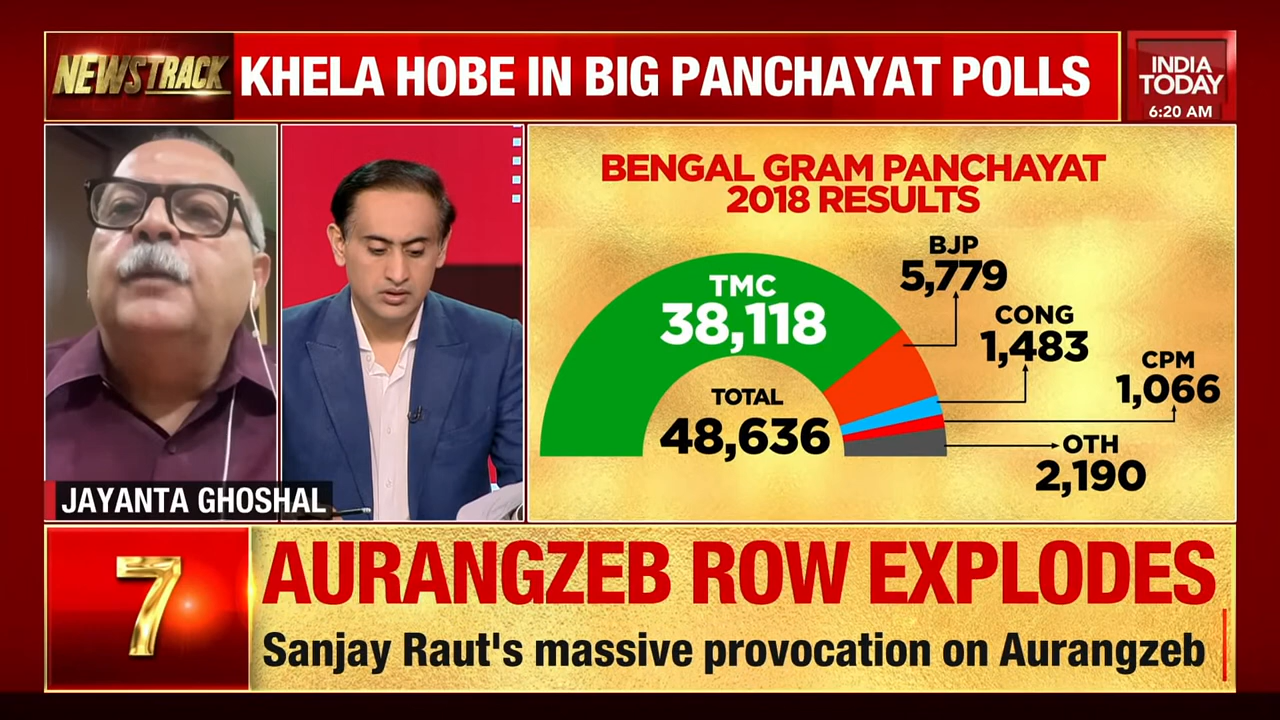 NEWSTRACK
KHELA HOBE IN BIG PANCHAYAT POLLS
INDIA
TODAY
6:20 AM
BENGAL GRAM PANCHAYAT
2018 RESULTS
TMC
38,118
BJP
5,779
CONG
1,483
CPM
1,066
OTH
2,190
TOTAL
48,636
JAYANTA GHOSHAL
7
AURANGZEB ROW EXPLODES
Sanjay Raut's massive provocation on Aurangzeb